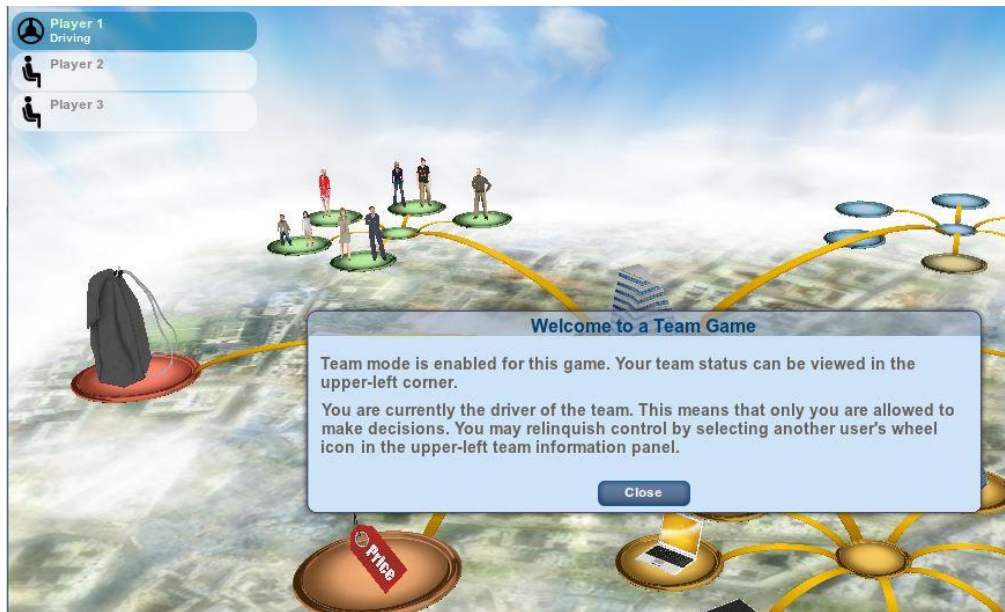 Player 1
Driving
Player 2
Player 3
Welcome to a Team Game
Team mode is enabled for this game. Your team status can be viewed in the
upper-left corner.
You are currently the driver of the team. This means that only you are allowed to
make decisions. You may relinquish control by selecting another user's wheel
icon in the upper-left team information panel.
Close
Price